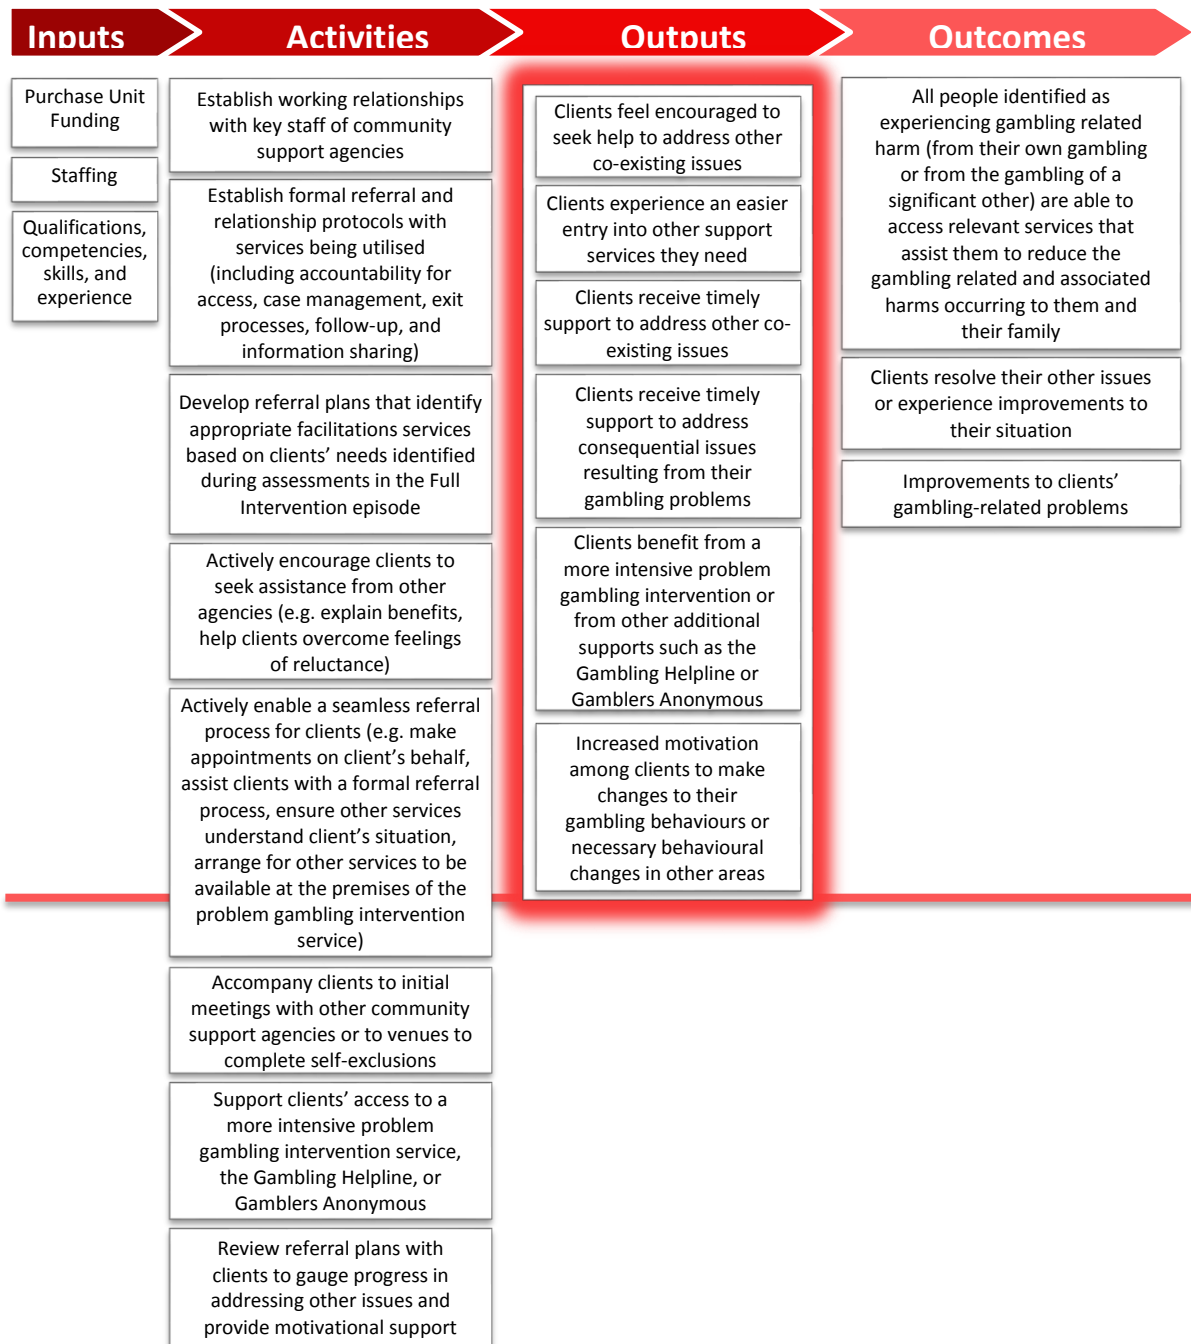 Inputs
Activities
Outputs
Outcomes
Purchase Unit
Funding
Staffing
Qualifications,
competencies,
skills, and
experience
Establish working relationships
with key staff of community
support agencies
Establish formal referral and
relationship protocols with
services being utilised
(including accountability for
access, case management, exit
processes, follow-up, and
information sharing)
Develop referral plans that identify
appropriate facilitations services
based on clients’ needs identified
during assessments in the Full
Intervention episode
Actively encourage clients to
seek assistance from other
agencies (e.g. explain benefits,
help clients overcome feelings
of reluctance)
Actively enable a seamless referral
process for clients (e.g. make
appointments on client’s behalf,
assist clients with a formal referral
process, ensure other services
understand client’s situation,
arrange for other services to be
available at the premises of the
problem gambling intervention
service)
Accompany clients to initial
meetings with other community
support agencies or to venues to
complete self-exclusions
Support clients’ access to a
more intensive problem
gambling intervention service,
the Gambling Helpline, or
Gamblers Anonymous
Review referral plans with
clients to gauge progress in
addressing other issues and
provide motivational support
Clients feel encouraged to
seek help to address other
co-existing issues
Clients experience an easier
entry into other support
services they need
Clients receive timely
support to address other co-
existing issues
Clients receive timely
support to address
consequential issues
resulting from their
gambling problems
Clients benefit from a
more intensive problem
gambling intervention or
from other additional
supports such as the
Gambling Helpline or
Gamblers Anonymous
Increased motivation
among clients to make
changes to their
gambling behaviours or
necessary behavioural
changes in other areas
All people identified as
experiencing gambling related
harm (from their own gambling
or from the gambling of a
significant other) are able to
access relevant services that
assist them to reduce the
gambling related and associated
harms occurring to them and
their family
Clients resolve their other issues
or experience improvements to
their situation
Improvements to clients’
gambling-related problems